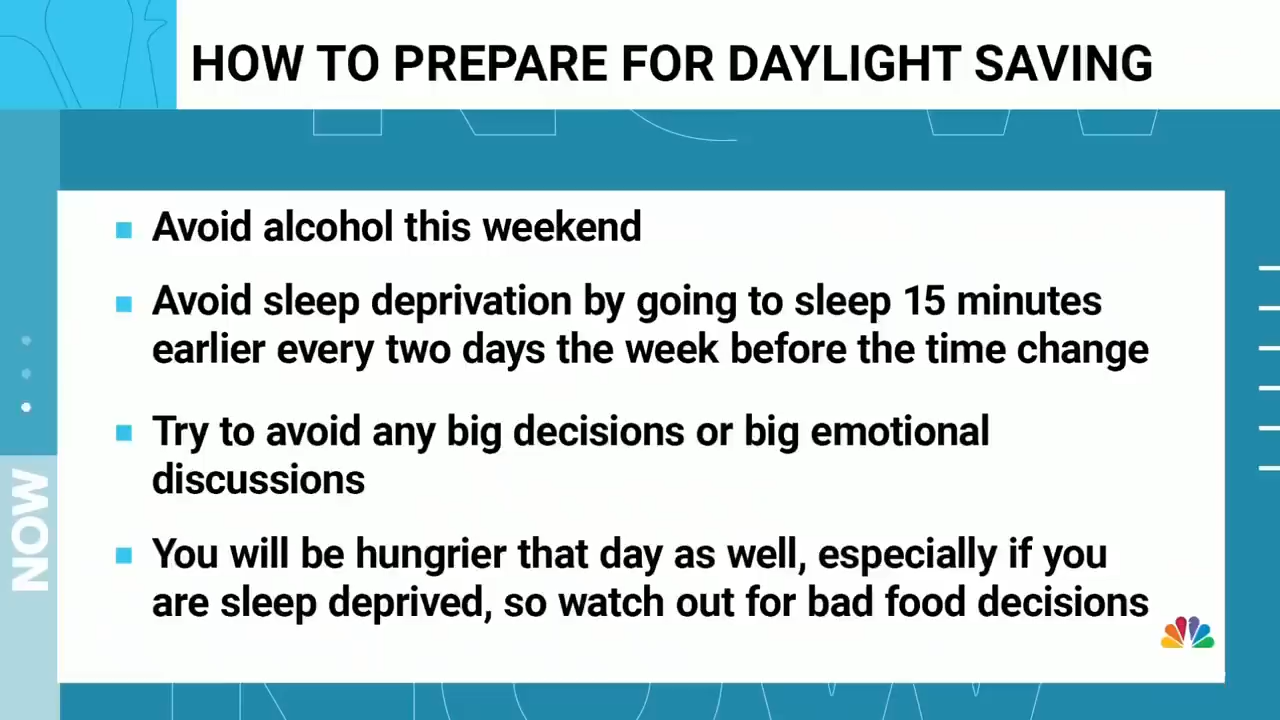 HOW TO PREPARE FOR DAYLIGHT SAVING
Avoid alcohol this weekend
Avoid sleep deprivation by going to sleep 15 minutes
earlier every two days the week before the time change
Try to avoid any big decisions or big emotional
discussions
You will be hungrier that day as well, especially if you
are sleep deprived, so watch out for bad food decisions
NOW